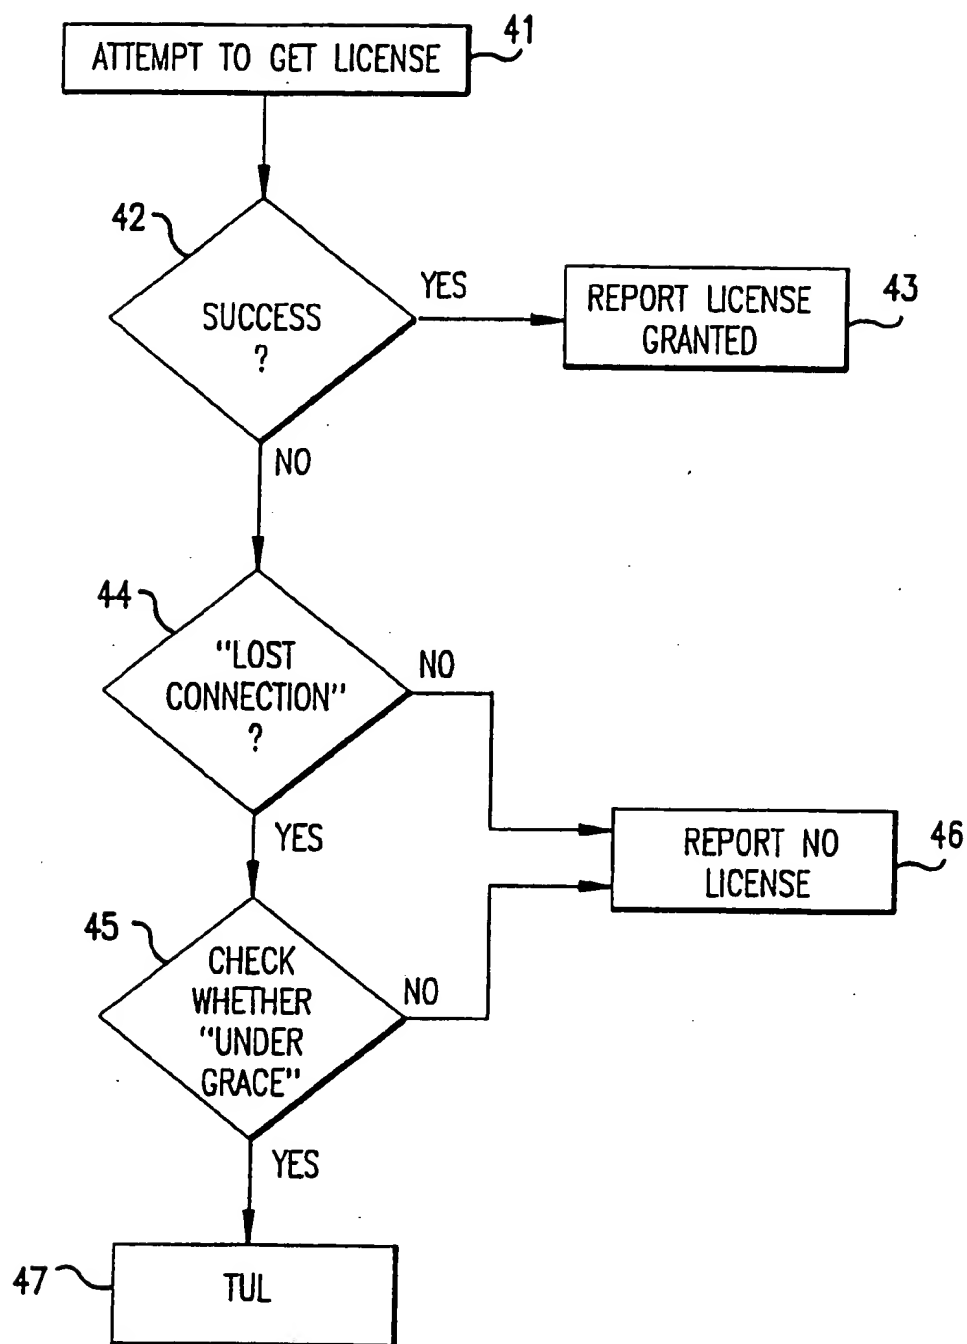 ATTEMPT TO GET LICENSE
41
42
SUCCESS
?
YES
REPORT LICENSE
GRANTED
43
NO
44
"LOST
CONNECTION"
?
NO
YES
REPORT NO
LICENSE
46
45
CHECK
WHETHER
"UNDER
GRACE"
NO
YES
47
TUL